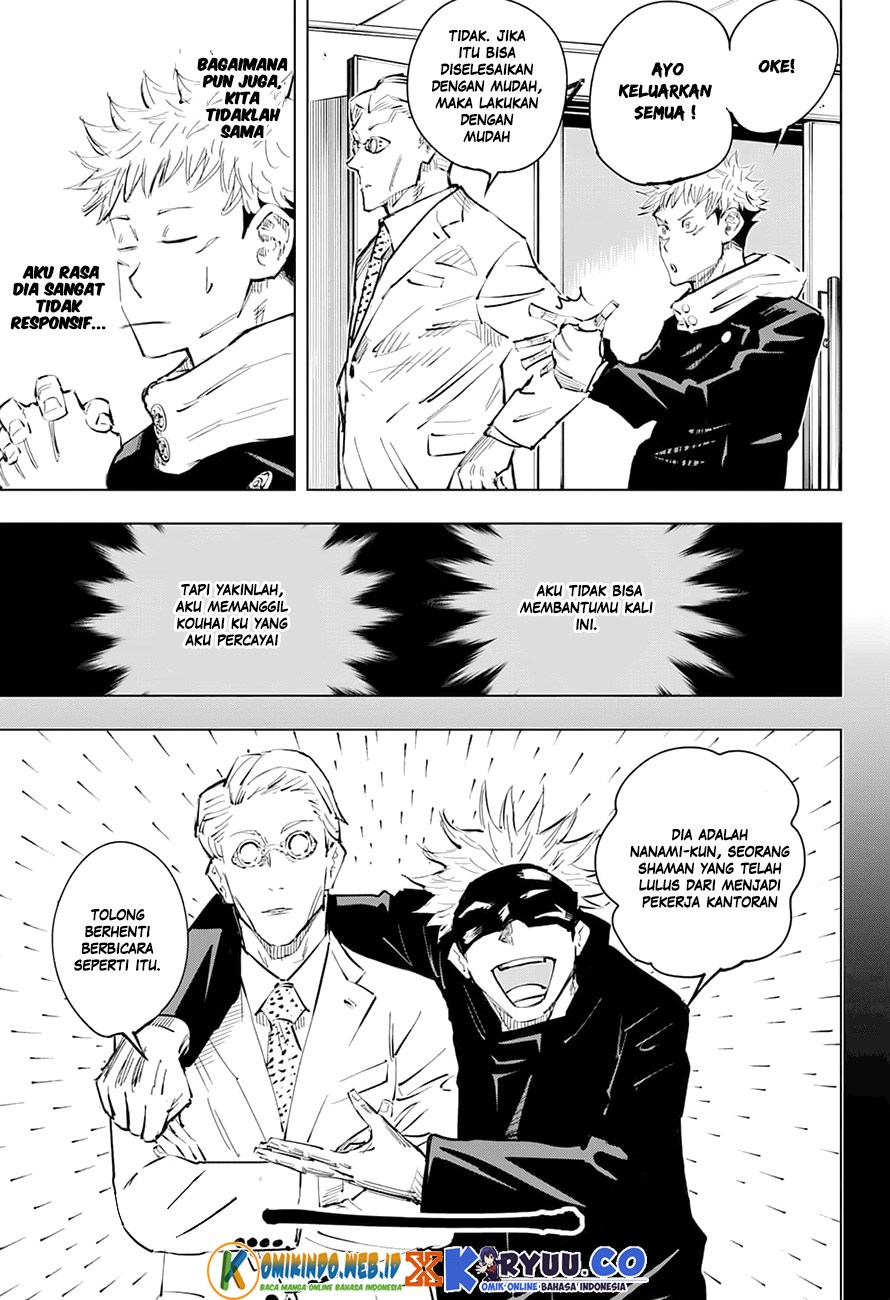 OKE!
AYO
KELUARKAN
SEMUA !
TIDAK. JIKA
ITU BISA
DISELESAIKAN
DENGAN MUDAH,
MAKA LAKUKAN
DENGAN
MUDAH
BAGAIMANA
PUN JUGA,
KITA
TIDAKLAH
SAMA
AKU RASA
DIA SANGAT
TIDAK
RESPONSIF...
AKU TIDAK BISA
MEMBANTUMU KALI
INI.
TAPI YAKINLAH,
AKU MEMANGGIL
KOUHAI KU YANG
AKU PERCAYAI
DIA ADALAH
NANAMI-KUN, SEORANG
SHAMAN YANG TELAH
LULUS DARI MENJADI
PEKERJA KANTORAN
TOLONG
BERHENTI
BERBICARA
SEPERTI ITU.
KOMIKINDO.WEB.ID X KIRYUU.CO
BACA MANGA ONLINE BAHASA INDONESIA OMIK ONLINE BAHASA INDONESIA